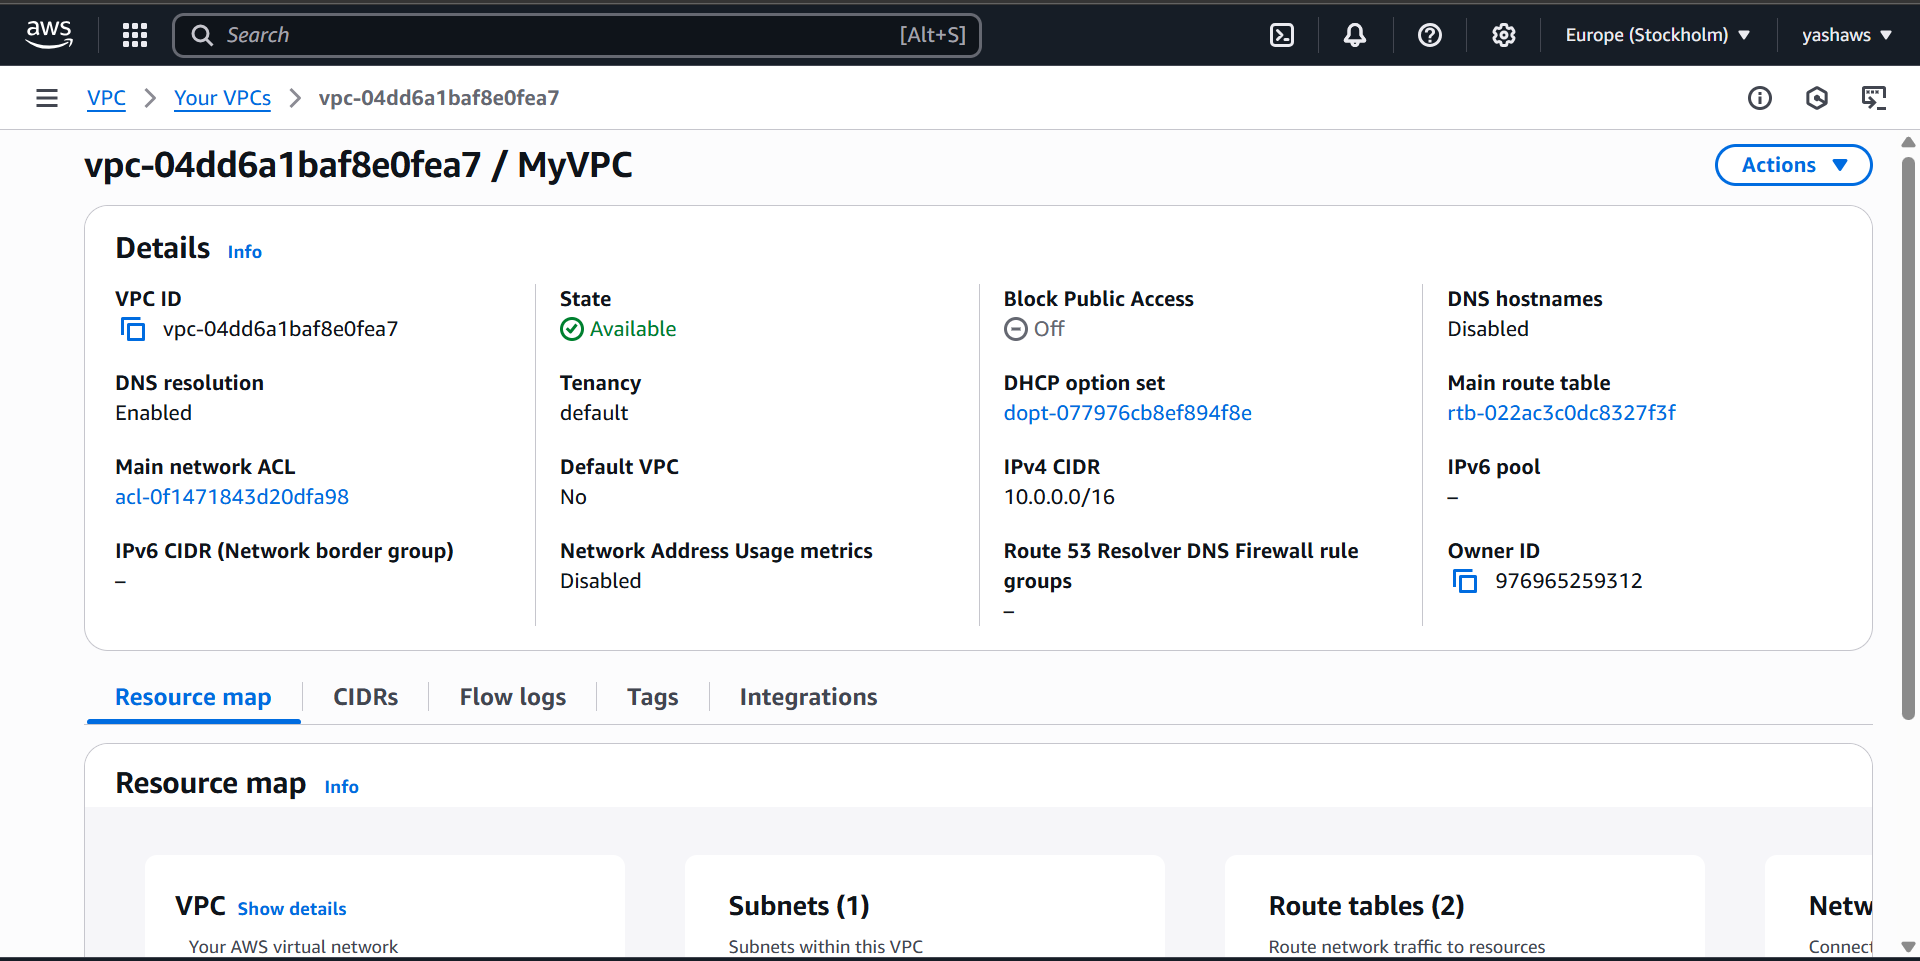 aws
Search [Alt+S] Europe (Stockholm) yashaws
VPC Your VPCs vpc-04dd6a1baf8e0fea7
vpc-04dd6a1baf8e0fea7 / MyVPC
Actions
Details Info
VPC ID
vpc-04dd6a1baf8e0fea7
State
Available
Block Public Access
Off
DNS hostnames
Disabled
DNS resolution
Enabled
Tenancy
default
DHCP option set
dopt-077976cb8ef894f8e
Main route table
rtb-022ac3c0dc8327f3f
Main network ACL
acl-0f1471843d20dfa98
Default VPC
No
IPv4 CIDR
10.0.0.0/16
IPv6 pool
–
IPv6 CIDR (Network border group)
–
Network Address Usage metrics
Disabled
Route 53 Resolver DNS Firewall rule
groups
–
Owner ID
976965259312
Resource map CIDRs Flow logs Tags Integrations
Resource map Info
VPC Show details
Your AWS virtual network
Subnets (1)
Subnets within this VPC
Route tables (2)
Route network traffic to resources
Netw
Connect